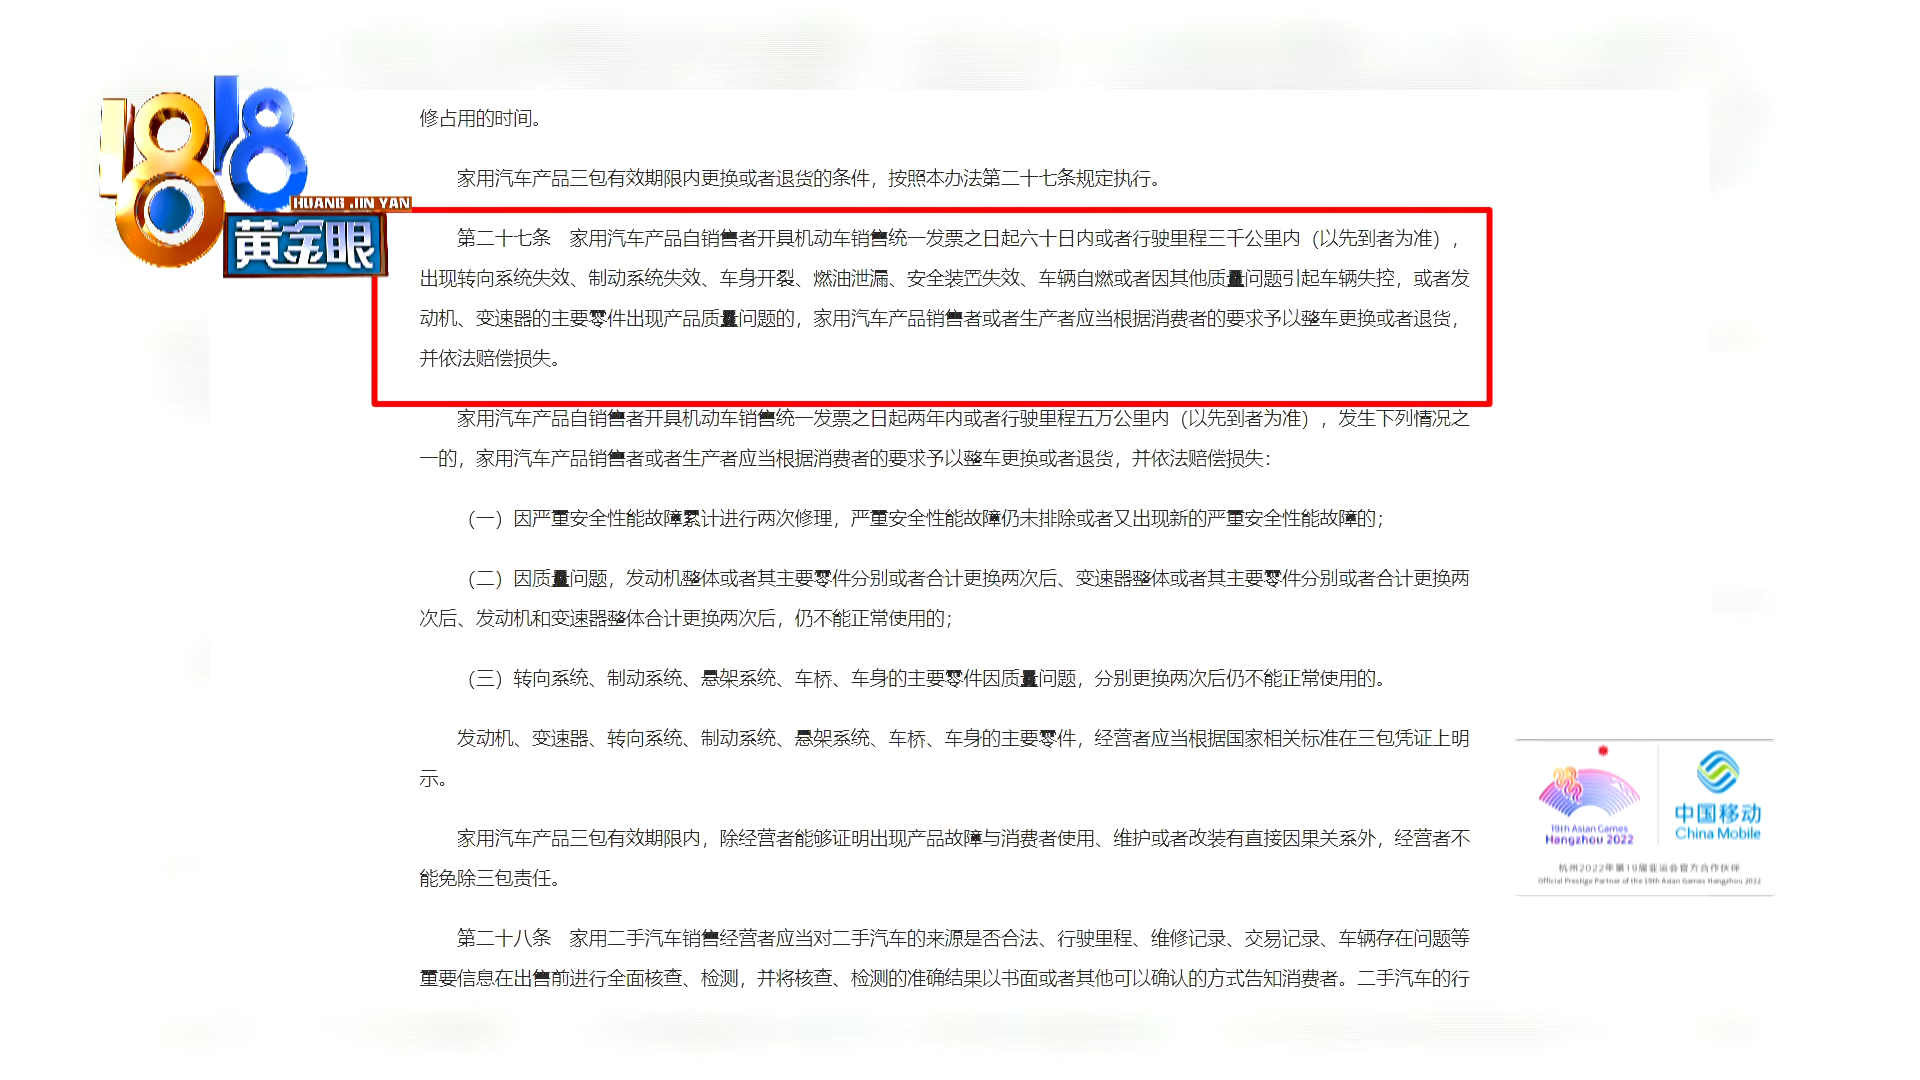 1818
HUANG JIN YAN
黄金眼
修占用的时间。
家用汽车产品三包有效期限内更换或者退货的条件，按照本办法第二十七条规定执行。
第二十七条　家用汽车产品自销售者开具机动车销售统一发票之日起六十日内或者行驶里程三千公里内（以先到者为准），
出现转向系统失效、制动系统失效、车身开裂、燃油泄漏、安全装置失效、车辆自燃或者因其他质量问题引起车辆失控，或者发
动机、变速器的主要零件出现产品质量问题的，家用汽车产品销售者或者生产者应当根据消费者的要求予以整车更换或者退货，
并依法赔偿损失。
家用汽车产品自销售者开具机动车销售统一发票之日起两年内或者行驶里程五万公里内（以先到者为准），发生下列情况之
一的，家用汽车产品销售者或者生产者应当根据消费者的要求予以整车更换或者退货，并依法赔偿损失：
（一）因严重安全性能故障累计进行两次修理，严重安全性能故障仍未排除或者又出现新的严重安全性能故障的；
（二）因质量问题，发动机整体或者其主要零件分别或者合计更换两次后、变速器整体或者其主要零件分别或者合计更换两
次后、发动机和变速器整体合计更换两次后，仍不能正常使用的；
（三）转向系统、制动系统、悬架系统、车桥、车身的主要零件因质量问题，分别更换两次后仍不能正常使用的。
发动机、变速器、转向系统、制动系统、悬架系统、车桥、车身的主要零件，经营者应当根据国家相关标准在三包凭证上明
示。
家用汽车产品三包有效期限内，除经营者能够证明出现产品故障与消费者使用、维护或者改装有直接因果关系外，经营者不
能免除三包责任。
第二十八条　家用二手汽车销售经营者应当对二手汽车的来源是否合法、行驶里程、维修记录、交易记录、车辆存在问题等
重要信息在出售前进行全面核查、检测，并将核查、检测的准确结果以书面或者其他可以确认的方式告知消费者。二手汽车的行
19th Asian Games
Hangzhou 2022
中国移动
China Mobile
杭州2022年第19届亚运会官方合作伙伴
Official Prestige Partner of the 19th Asian Games Hangzhou 2022